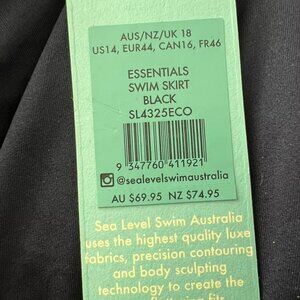 AUS/NZ/UK 18
US14, EUR44, CAN16, FR46
ESSENTIALS
SWIM SKIRT
BLACK
SL4325ECO
9 347760 411921
@sealevelswimaustralia
AU $69.95 NZ $74.95
Sea Level Swim Australia
uses the highest quality luxe
fabrics, precision contouring
and body sculpting
technology to create the
fits